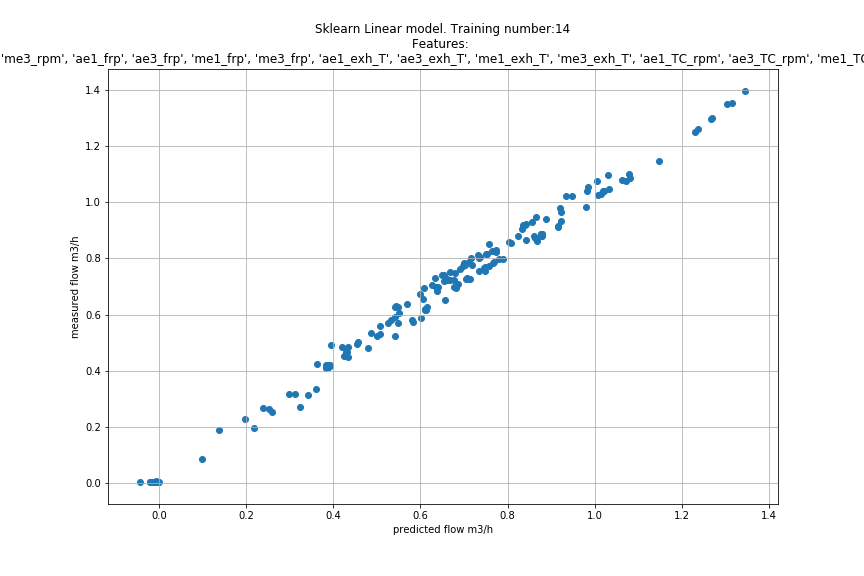 Sklearn Linear model. Training number:14
Features:
'me3_rpm', 'ae1_frp', 'ae3_frp', 'me1_frp', 'me3_frp', 'ae1_exh_T', 'ae3_exh_T', 'me1_exh_T', 'me3_exh_T', 'ae1_TC_rpm', 'ae3_TC_rpm', 'me1_TC
measured flow m3/h
1.4
1.2
1.0
0.8
0.6
0.4
0.2
0.0
0.0 0.2 0.4 0.6 0.8 1.0 1.2 1.4
predicted flow m3/h